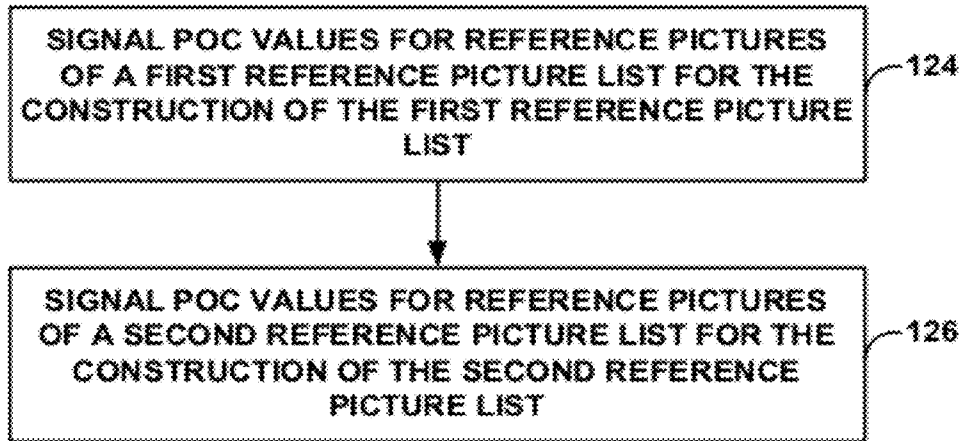 SIGNAL POC VALUES FOR REFERENCE PICTURES
OF A FIRST REFERENCE PICTURE LIST FOR THE
CONSTRUCTION OF THE FIRST REFERENCE PICTURE
LIST
124
SIGNAL POC VALUES FOR REFERENCE PICTURES
OF A SECOND REFERENCE PICTURE LIST FOR THE
CONSTRUCTION OF THE SECOND REFERENCE
PICTURE LIST
126